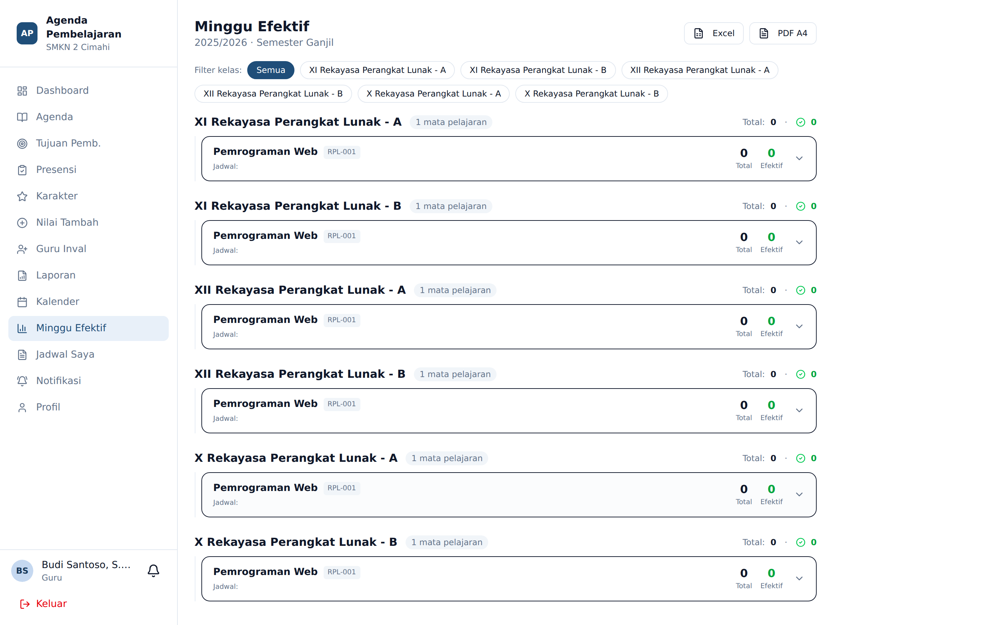 AP
Agenda
Pembelajaran
SMKN 2 Cimahi
Dashboard
Agenda
Tujuan Pemb.
Presensi
Karakter
Nilai Tambah
Guru Inval
Laporan
Kalender
Minggu Efektif
Jadwal Saya
Notifikasi
Profil
BS
Budi Santoso, S....
Guru
Keluar
Minggu Efektif
2025/2026 · Semester Ganjil
Excel
PDF A4
Filter kelas: Semua XI Rekayasa Perangkat Lunak - A XI Rekayasa Perangkat Lunak - B XII Rekayasa Perangkat Lunak - A
XII Rekayasa Perangkat Lunak - B X Rekayasa Perangkat Lunak - A X Rekayasa Perangkat Lunak - B
XI Rekayasa Perangkat Lunak - A 1 mata pelajaran Total: 0 · 0
Pemrograman Web RPL-001 0 0
Jadwal: Total Efektif
XI Rekayasa Perangkat Lunak - B 1 mata pelajaran Total: 0 · 0
Pemrograman Web RPL-001 0 0
Jadwal: Total Efektif
XII Rekayasa Perangkat Lunak - A 1 mata pelajaran Total: 0 · 0
Pemrograman Web RPL-001 0 0
Jadwal: Total Efektif
XII Rekayasa Perangkat Lunak - B 1 mata pelajaran Total: 0 · 0
Pemrograman Web RPL-001 0 0
Jadwal: Total Efektif
X Rekayasa Perangkat Lunak - A 1 mata pelajaran Total: 0 · 0
Pemrograman Web RPL-001 0 0
Jadwal: Total Efektif
X Rekayasa Perangkat Lunak - B 1 mata pelajaran Total: 0 · 0
Pemrograman Web RPL-001 0 0
Jadwal: Total Efektif